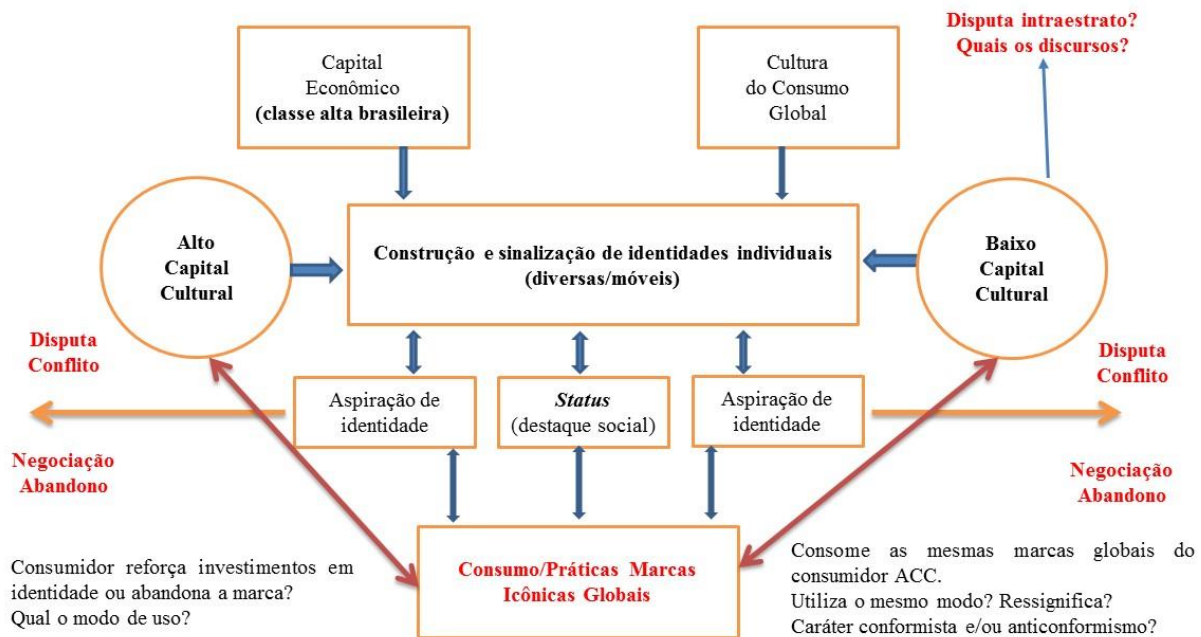 Disputa intraestrato?
Quais os discursos?
Capital
Econômico
(classe alta brasileira)
Cultura
do Consumo
Global
Alto
Capital
Cultural
Construção e sinalização de identidades individuais
(diversas/móveis)
Baixo
Capital
Cultural
Disputa
Conflito
Aspiração de
identidade
Status
(destaque social)
Aspiração de
identidade
Disputa
Conflito
Negociação
Abandono
Negociação
Abandono
Consumidor reforça investimentos em
identidade ou abandona a marca?
Qual o modo de uso?
Consumo/Práticas Marcas
Icônicas Globais
Consome as mesmas marcas globais do
consumidor ACC.
Utiliza o mesmo modo? Ressignifica?
Caráter conformista e/ou anticonformismo?